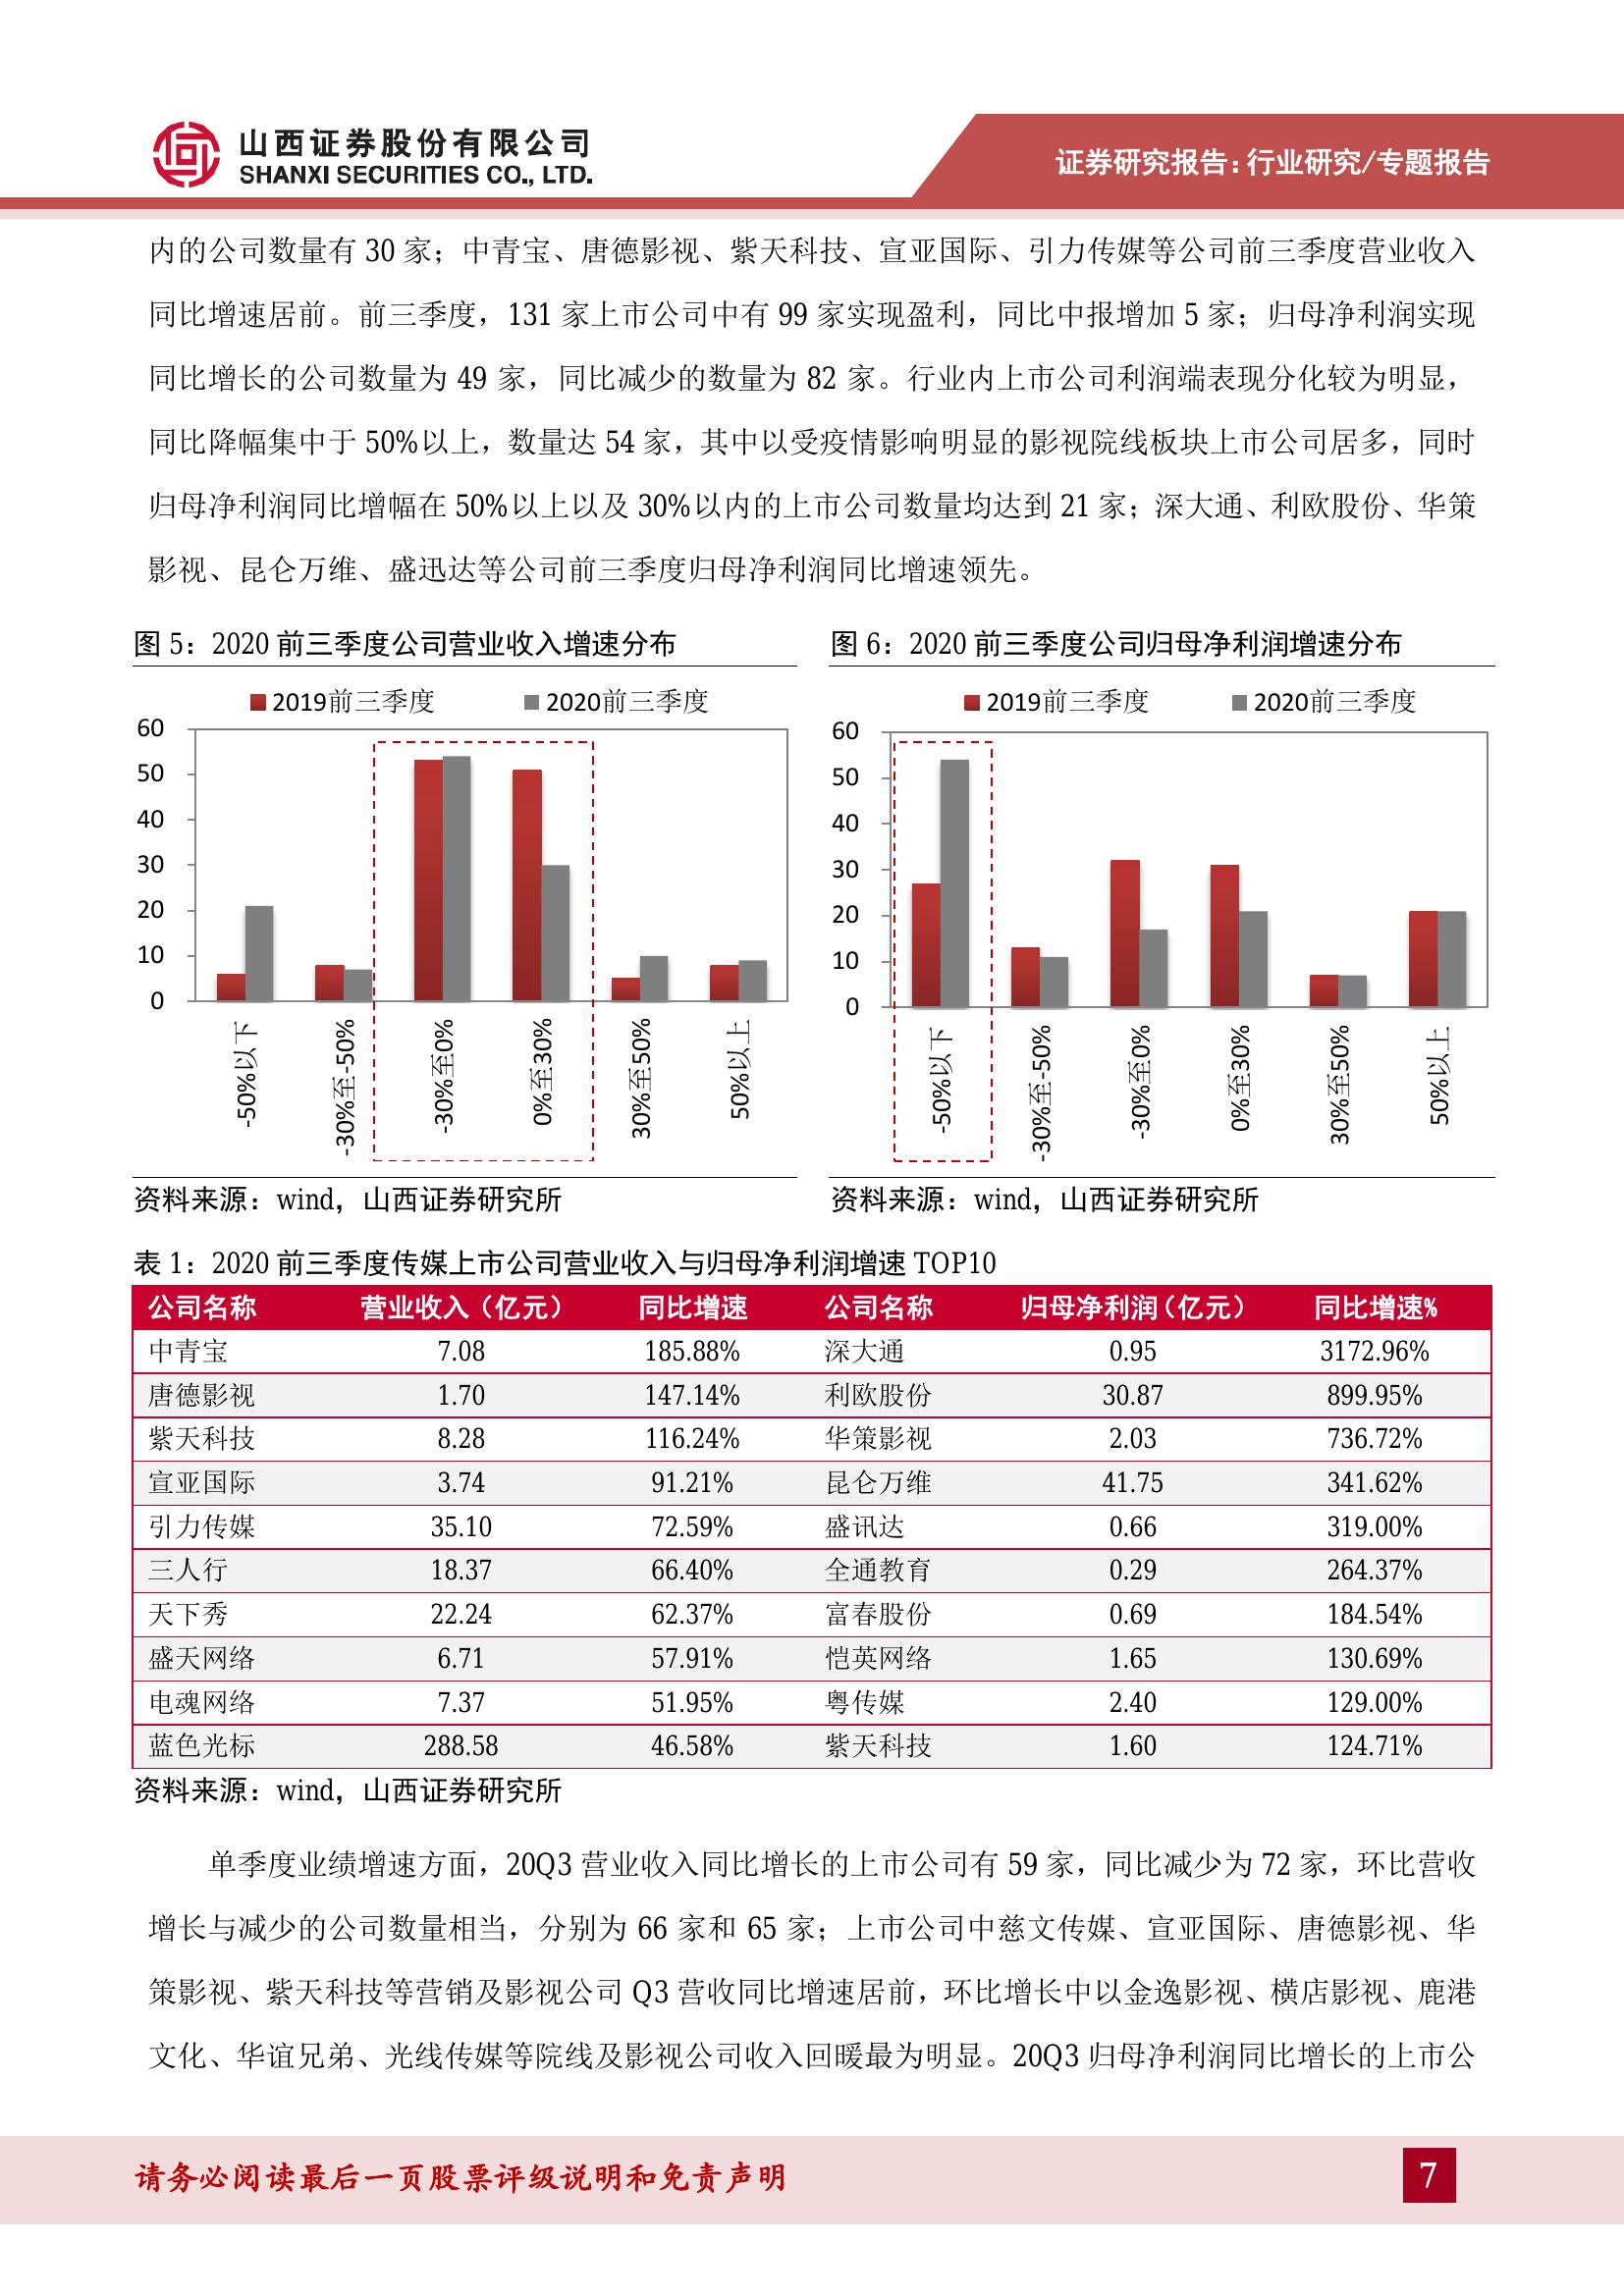 山西证券股份有限公司
SHANXI SECURITIES CO., LTD.
证券研究报告:行业研究/专题报告
内的公司数量有 30 家；中青宝、唐德影视、紫天科技、宣亚国际、引力传媒等公司前三季度营业收入
同比增速居前。前三季度，131 家上市公司中有 99 家实现盈利，同比中报增加 5 家；归母净利润实现
同比增长的公司数量为 49 家，同比减少的数量为 82 家。行业内上市公司利润端表现分化较为明显，
同比降幅集中于 50%以上，数量达 54 家，其中以受疫情影响明显的影视院线板块上市公司居多，同时
归母净利润同比增幅在 50%以上以及 30%以内的上市公司数量均达到 21 家；深大通、利欧股份、华策
影视、昆仑万维、盛迅达等公司前三季度归母净利润同比增速领先。
图 5：2020 前三季度公司营业收入增速分布
2019前三季度 2020前三季度
60
50
40
30
20
10
0
-50%以下
-30%至-50%
-30%至0%
0%至30%
30%至50%
50%以上
资料来源：wind，山西证券研究所
图 6：2020 前三季度公司归母净利润增速分布
2019前三季度 2020前三季度
60
50
40
30
20
10
0
-50%以下
-30%至-50%
-30%至0%
0%至30%
30%至50%
50%以上
资料来源：wind，山西证券研究所
表 1：2020 前三季度传媒上市公司营业收入与归母净利润增速 TOP10
公司名称 营业收入（亿元） 同比增速 公司名称 归母净利润（亿元） 同比增速%
中青宝 7.08 185.88% 深大通 0.95 3172.96%
唐德影视 1.70 147.14% 利欧股份 30.87 899.95%
紫天科技 8.28 116.24% 华策影视 2.03 736.72%
宣亚国际 3.74 91.21% 昆仑万维 41.75 341.62%
引力传媒 35.10 72.59% 盛讯达 0.66 319.00%
三人行 18.37 66.40% 全通教育 0.29 264.37%
天下秀 22.24 62.37% 富春股份 0.69 184.54%
盛天网络 6.71 57.91% 恺英网络 1.65 130.69%
电魂网络 7.37 51.95% 粤传媒 2.40 129.00%
蓝色光标 288.58 46.58% 紫天科技 1.60 124.71%
资料来源：wind，山西证券研究所
单季度业绩增速方面，20Q3 营业收入同比增长的上市公司有 59 家，同比减少为 72 家，环比营收
增长与减少的公司数量相当，分别为 66 家和 65 家；上市公司中慈文传媒、宣亚国际、唐德影视、华
策影视、紫天科技等营销及影视公司 Q3 营收同比增速居前，环比增长中以金逸影视、横店影视、鹿港
文化、华谊兄弟、光线传媒等院线及影视公司收入回暖最为明显。20Q3 归母净利润同比增长的上市公
请务必阅读最后一页股票评级说明和免责声明
7